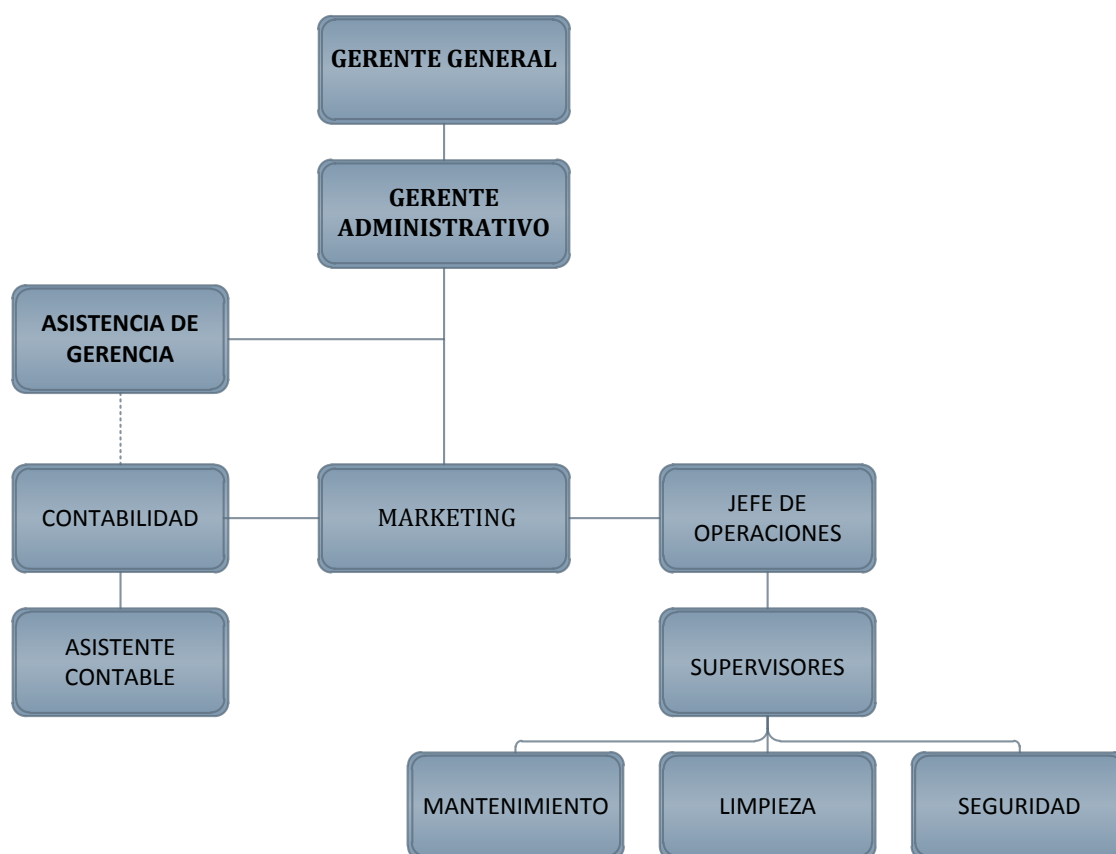 GERENTE GENERAL
GERENTE
ADMINISTRATIVO
ASISTENCIA DE
GERENCIA
CONTABILIDAD
MARKETING
JEFE DE
OPERACIONES
ASISTENTE
CONTABLE
SUPERVISORES
MANTENIMIENTO
LIMPIEZA
SEGURIDAD